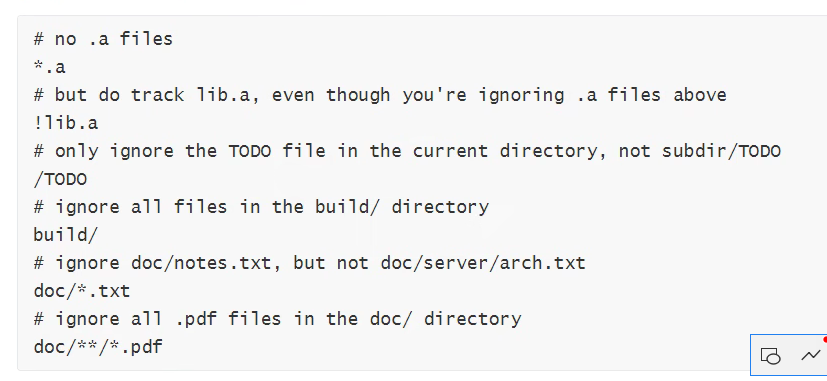 # no .a files
*.a
# but do track lib.a, even though you're ignoring .a files above
!lib.a
# only ignore the TODO file in the current directory, not subdir/TODO
/TODO
# ignore all files in the build/ directory
build/
# ignore doc/notes.txt, but not doc/server/arch.txt
doc/*.txt
# ignore all .pdf files in the doc/ directory
doc/**/*.pdf